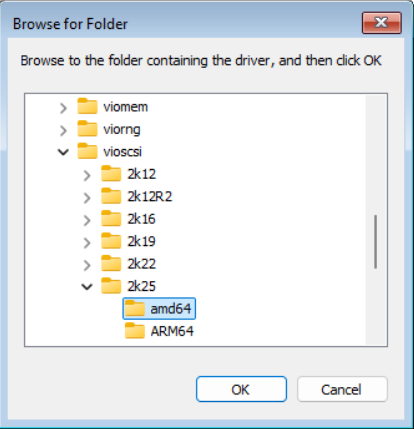 Browse for Folder
Browse to the folder containing the driver, and then click OK
viomem
viorng
vioscsi
2k12
2k12R2
2k16
2k19
2k22
2k25
amd64
ARM64
OK
Cancel